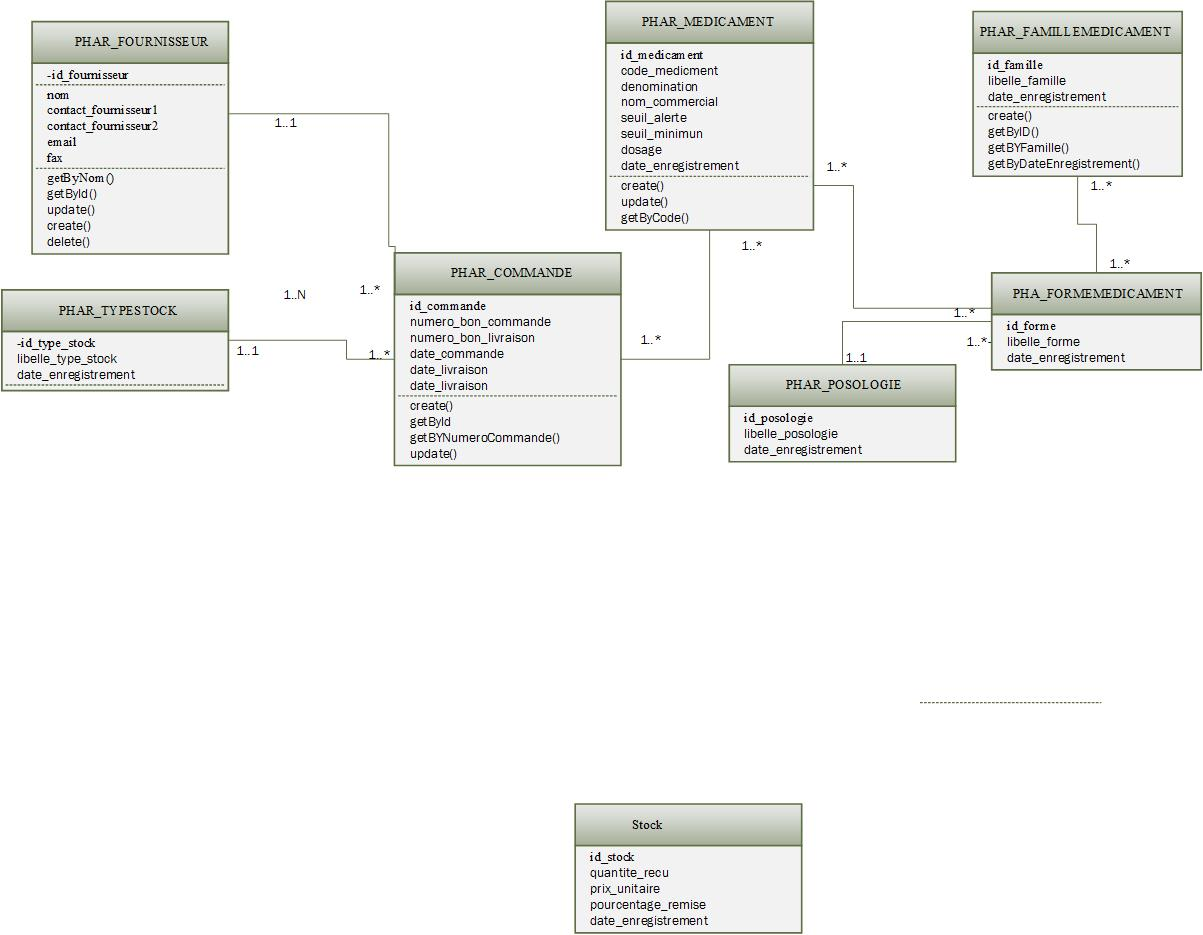 PHAR_FOURNISSEUR
-id_fournisseur
nom
contact_fournisseur1
contact_fournisseur2
email
fax
getByNom()
getById()
update()
create()
delete()
PHAR_MEDICAMENT
id_medicament
code_medicment
denomination
nom_commercial
seuil_alerte
seuil_minimun
dosage
date_enregistrement
create()
update()
getByCode()
PHAR_FAMILLEMEDICAMENT
id_famille
libelle_famille
date_enregistrement
create()
getByID()
getBYFamille()
getByDateEnregistrement()
1..1
1..*
1..*
1..*
1..*
PHAR_TYPESTOCK
-id_type_stock
libelle_type_stock
date_enregistrement
1..N
1..*
1..1
1..*
PHAR_COMMANDE
id_commande
numero_bon_commande
numero_bon_livraison
date_commande
date_livraison
date_livraison
create()
getById
getBYNumeroCommande()
update()
1..*
PHA_FORMEMEDICAMENT
id_forme
libelle_forme
date_enregistrement
1..*
1..*
1..1
PHAR_POSOLOGIE
id_posologie
libelle_posologie
date_enregistrement
Stock
id_stock
quantite_recu
prix_unitaire
pourcentage_remise
date_enregistrement